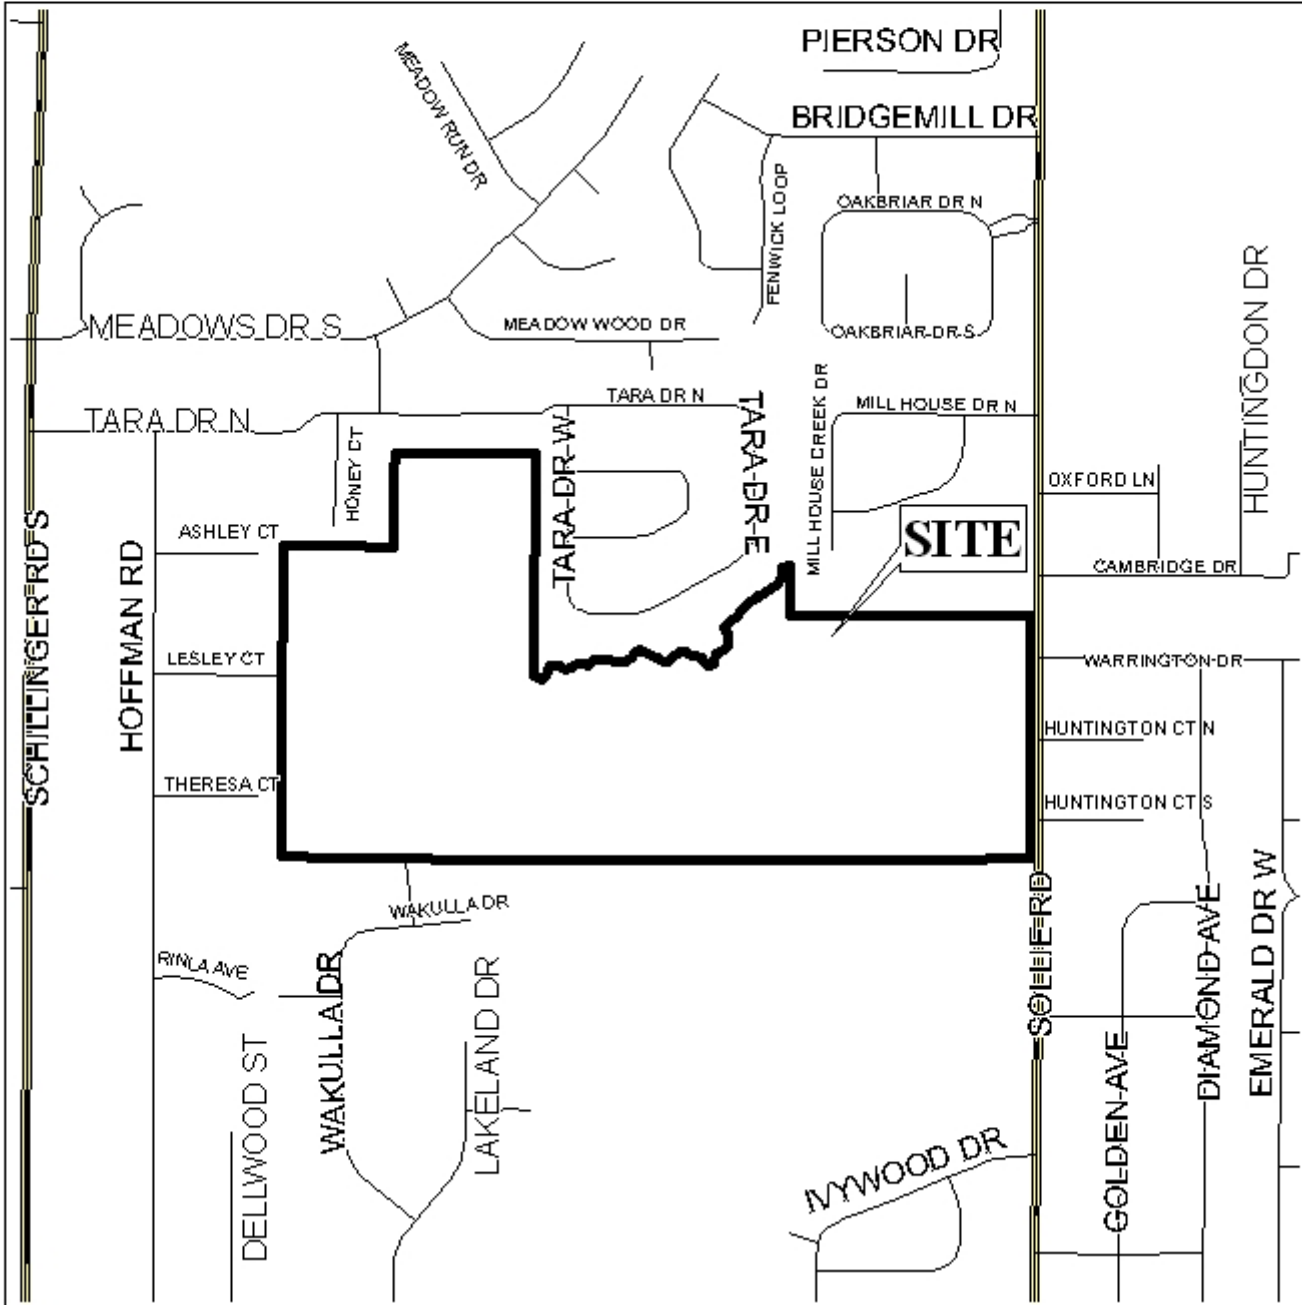 PIERSON DR
MEADOW RUN DR
BRIDGEMILL DR
FENWICK LOOP
OAKBRIAR DR N
HUNTINGDON DR
MEADOWS DR S
MEADOW WOOD DR
OAKBRIAR DR S
MILL HOUSE CREEK DR
TARA DR N
TARA DR N
TARA DR W
TARA DR E
MILL HOUSE DR N
HONEY CT
OXFORD LN
ASHLEY CT
SITE
SCHILLINGER RD S
HOFFMAN RD
CAMBRIDGE DR
LESLEY CT
WARRINGTON DR
HUNTINGTON CT N
THERESA CT
HUNTINGTON CT S
WAKULLA DR
SOLLIE RD
DIAMOND AVE
EMERALD DR W
RINLA AVE
WAKULLA DR
LAKELAND DR
DELLWOOD ST
GOLDEN AVE
IVYWOOD DR